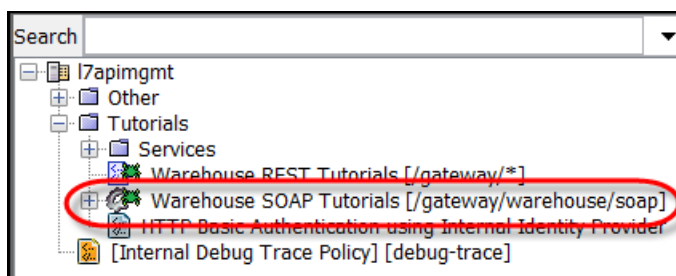 Search
l7apimgmt
Other
Tutorials
Services
Warehouse REST Tutorials [/gateway/*]
Warehouse SOAP Tutorials [/gateway/warehouse/soap]
HTTP Basic Authentication using Internal Identity Provider
[Internal Debug Trace Policy] [debug-trace]